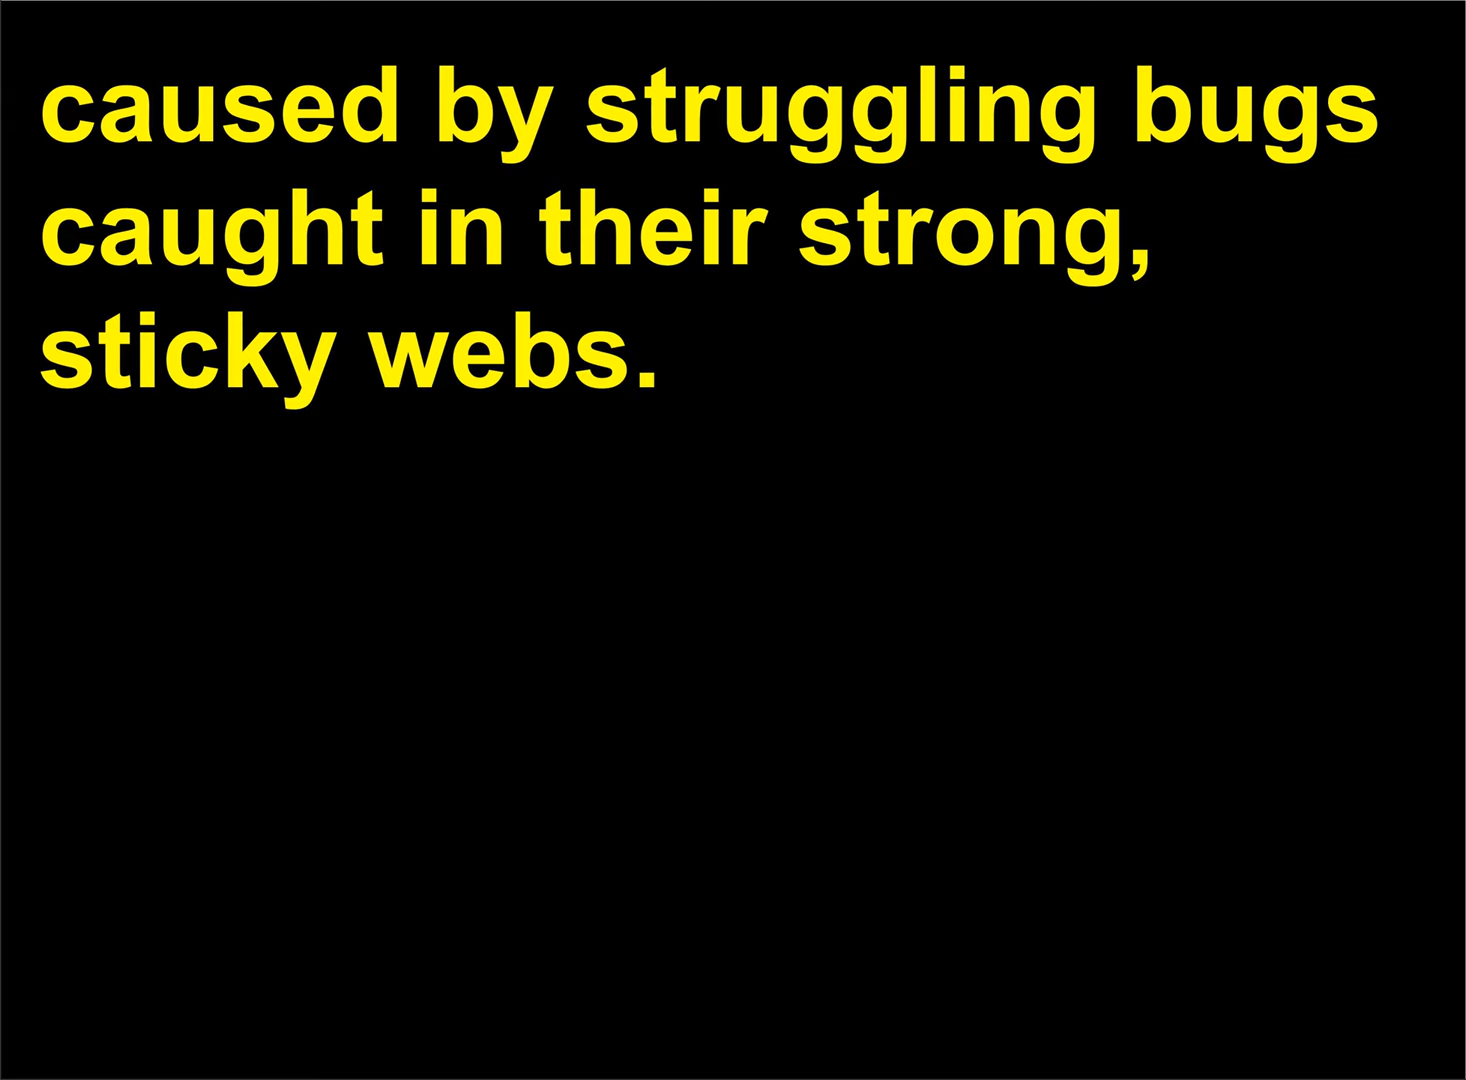 caused by struggling bugs
caught in their strong,
sticky webs.